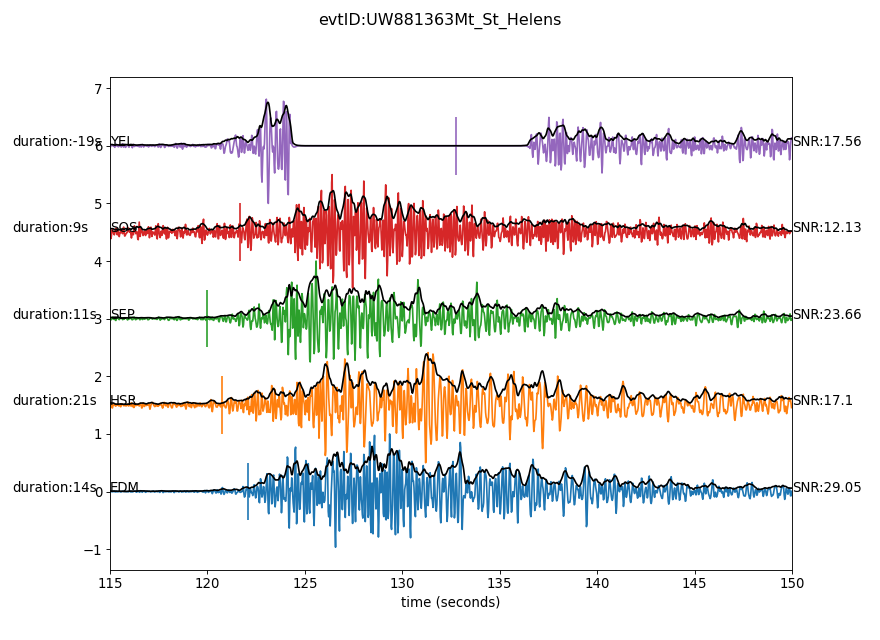 evtID:UW881363Mt_St_Helens
7
duration:-19s YEL 6 SNR:17.56
5
duration:9s SOS SNR:12.13
4
duration:11s SEP 3 SNR:23.66
2
duration:21s HSR SNR:17.1
1
duration:14s EDM 0 SNR:29.05
−1
115 120 125 130 135 140 145 150
time (seconds)